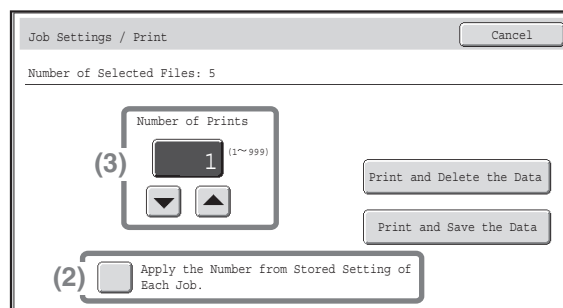 Job Settings / Print
Cancel
Number of Selected Files: 5
Number of Prints
(3)
1
(1～999)
Print and Delete the Data
Print and Save the Data
(2)
Apply the Number from Stored Setting of
Each Job.